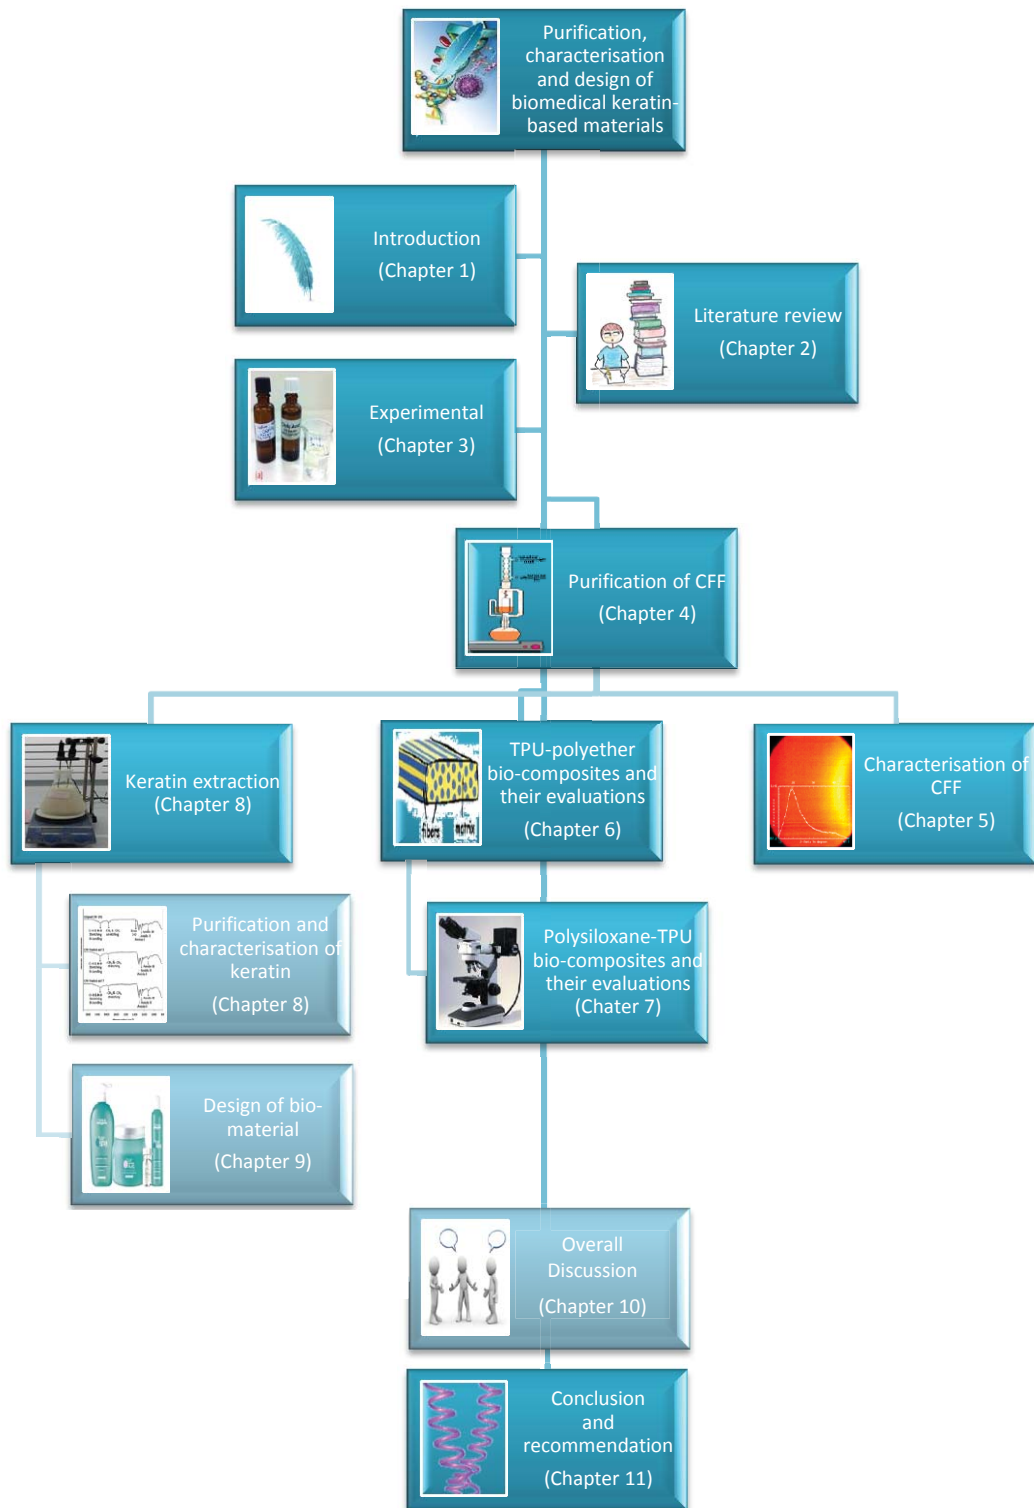 Purification,
characterisation
and design of
biomedical keratin-
based materials
Introduction
(Chapter 1)
Literature review
(Chapter 2)
Experimental
(Chapter 3)
Purification of CFF
(Chapter 4)
Keratin extraction
(Chapter 8)
TPU-polyether
bio-composites and
their evaluations
(Chapter 6)
fibers matrix
Characterisation of
CFF
(Chapter 5)
Purification and
characterisation of
keratin
(Chapter 8)
Polysiloxane-TPU
bio-composites and
their evaluations
(Chater 7)
Design of bio-
material
(Chapter 9)
Overall
Discussion
(Chapter 10)
Conclusion
and
recommendation
(Chapter 11)